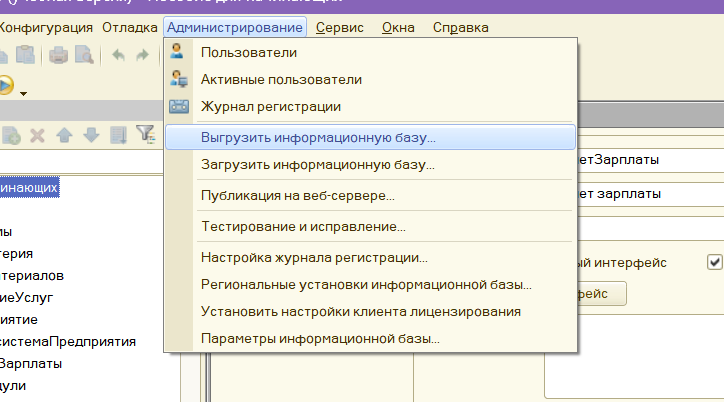 Конфигурация Отладка Администрирование Сервис Окна Справка
Пользователи
Активные пользователи
Журнал регистрации
Выгрузить информационную базу...
Загрузить информационную базу...
Публикация на веб-сервере...
Тестирование и исправление...
Настройка журнала регистрации...
Региональные установки информационной базы...
Установить настройки клиента лицензирования
Параметры информационной базы...
инающих
мы
терия
териалов
иеУслуг
иятие
системаПредприятия
Зарплаты
дули
етЗарплаты
ет зарплаты
ый интерфейс
фейс